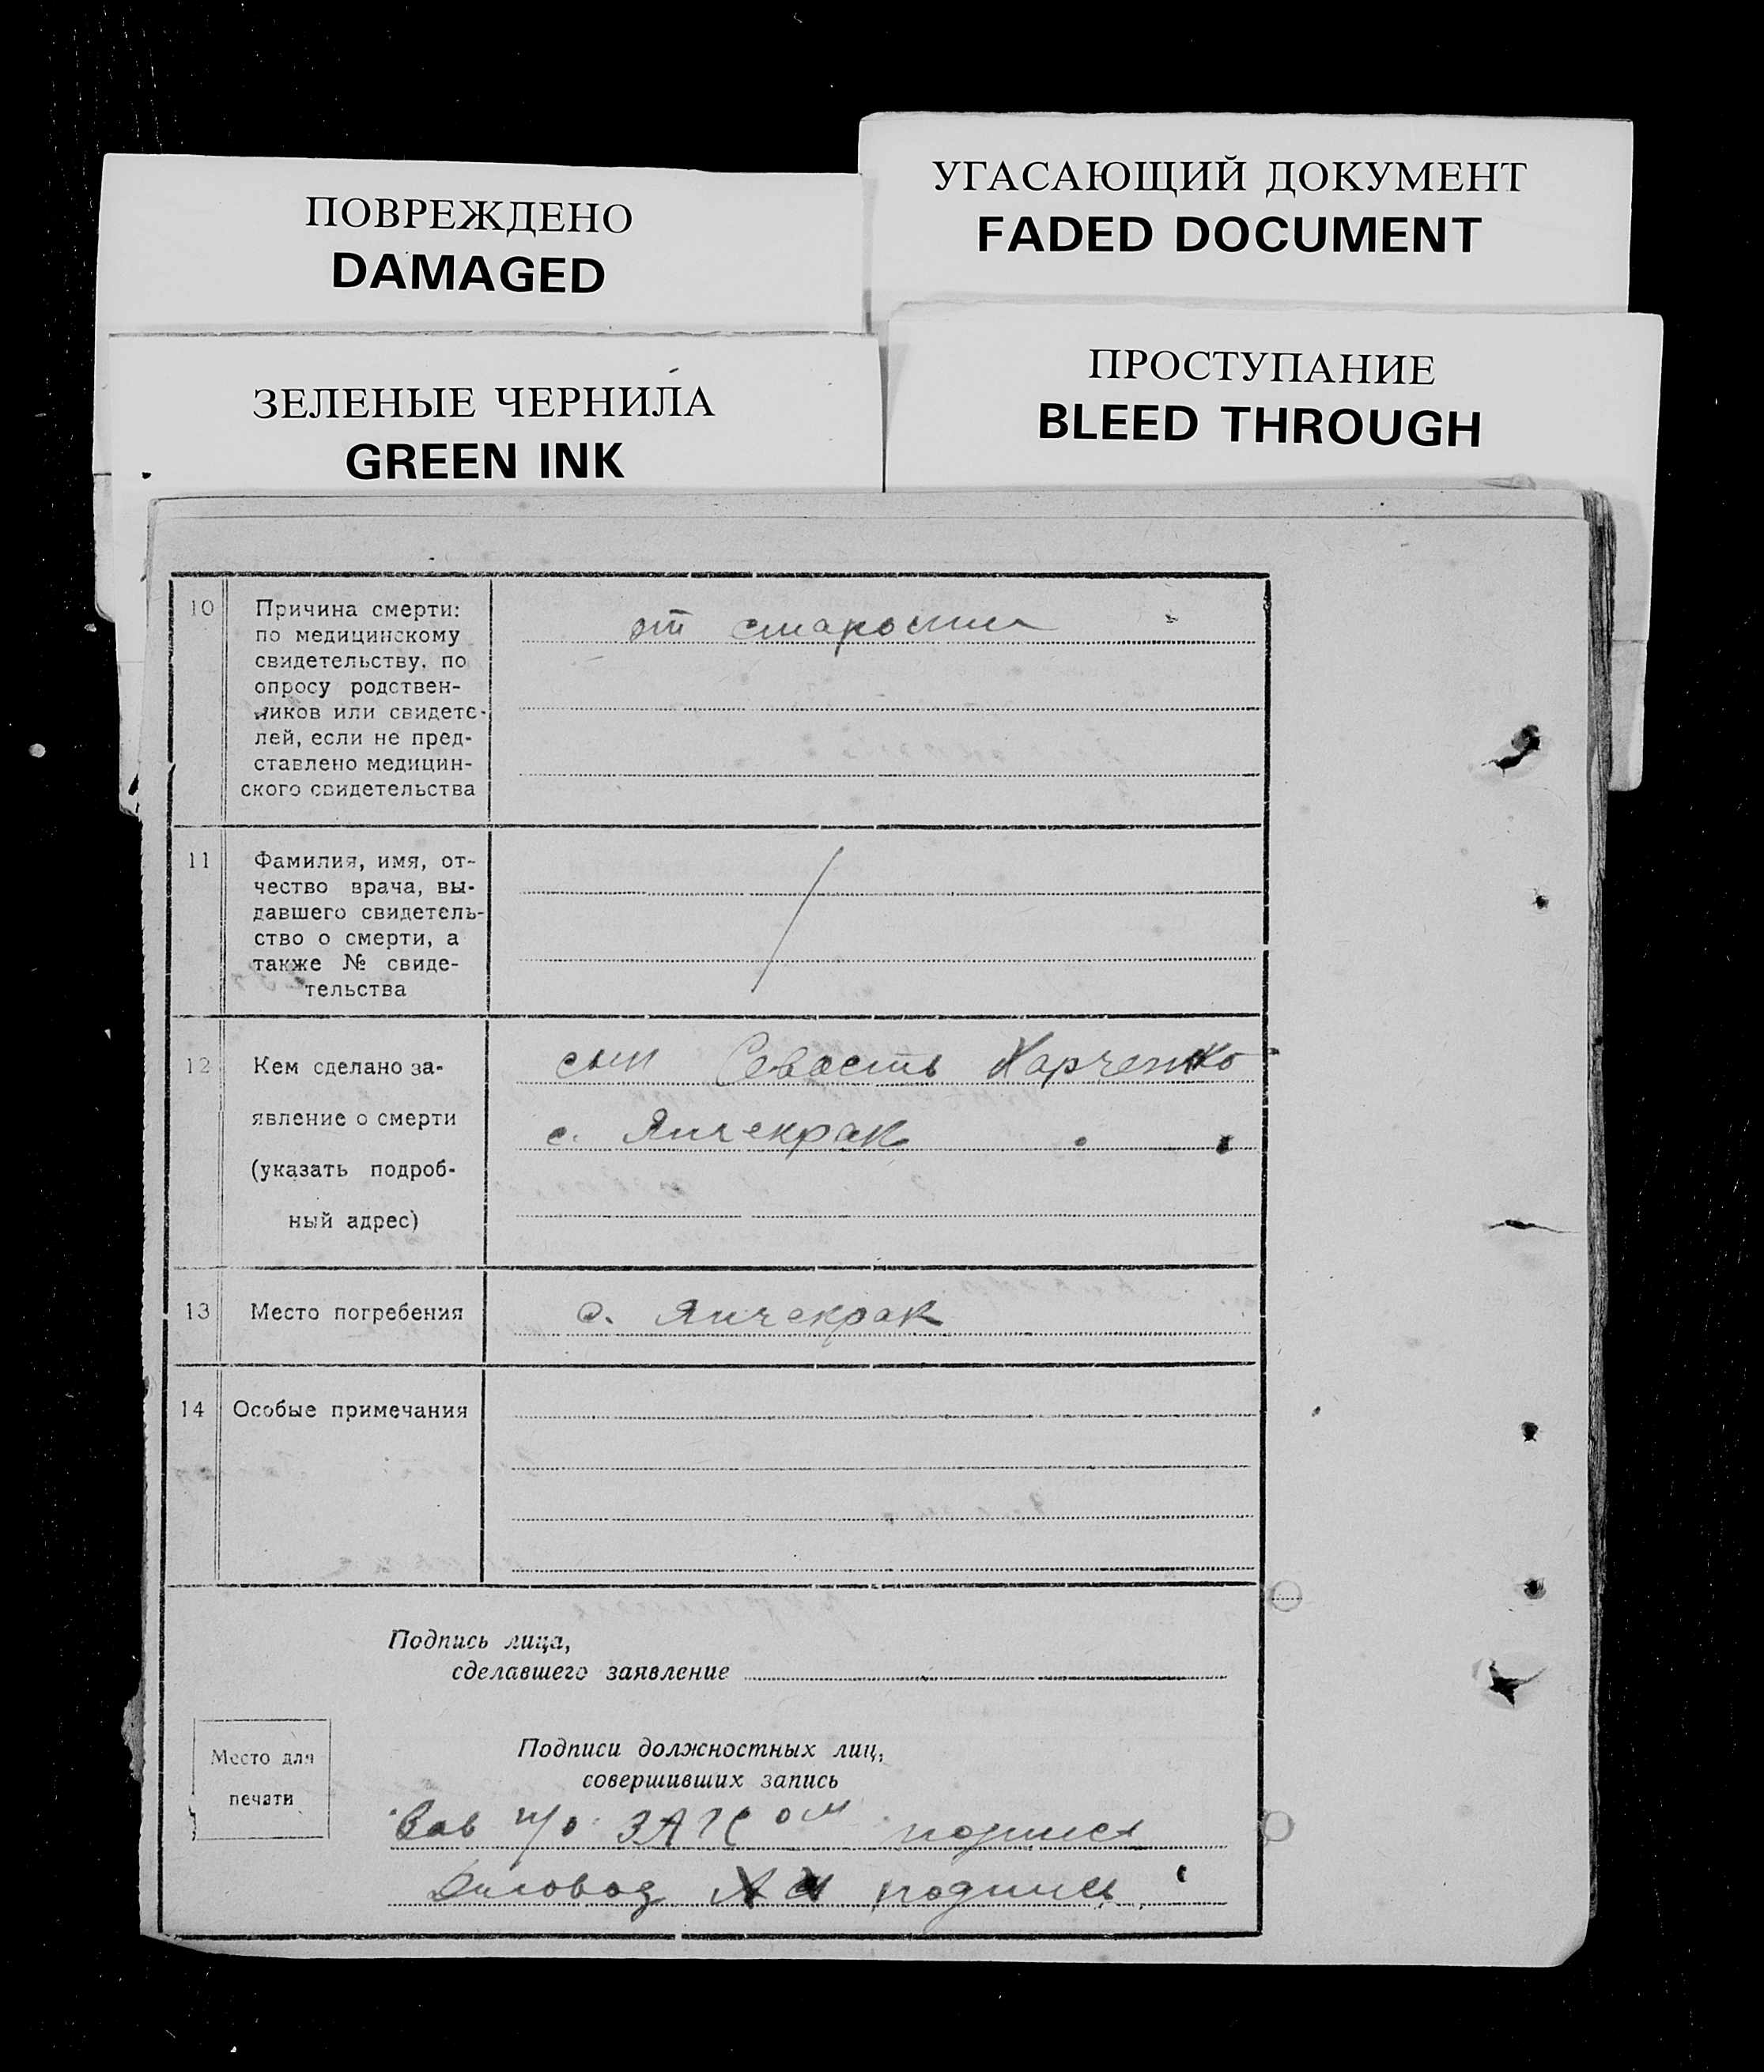 ПОВРЕЖДЕНО
DAMAGED
УГАСАЮЩИЙ ДОКУМЕНТ
FADED DOCUMENT
ЗЕЛЕНЫЕ ЧЕРНИЛА
GREEN INK
ПРОСТУПАНИЕ
BLEED THROUGH
10
Причина смерти:
по медицинскому
свидетельству, по
опросу родствен-
ников или свидете-
лей, если не пред-
ставлено медицин-
ского свидетельства
от старости
11
Фамилия, имя, от-
чество врача, вы-
давшего свидетель-
ство о смерти, а
также № свиде-
тельства
12
Кем сделано за-
явление о смерти
(указать подроб-
ный адрес)
сын Севасть Харченко
с. Янчекрак
13
Место погребения
с. Янчекрак
14
Особые примечания
Подпись лица,
сделавшего заявление
Место для
печати
Подписи должностных лиц,
совершивших запись
Зав п/о ЗАГСом подпись
Диловод подпись